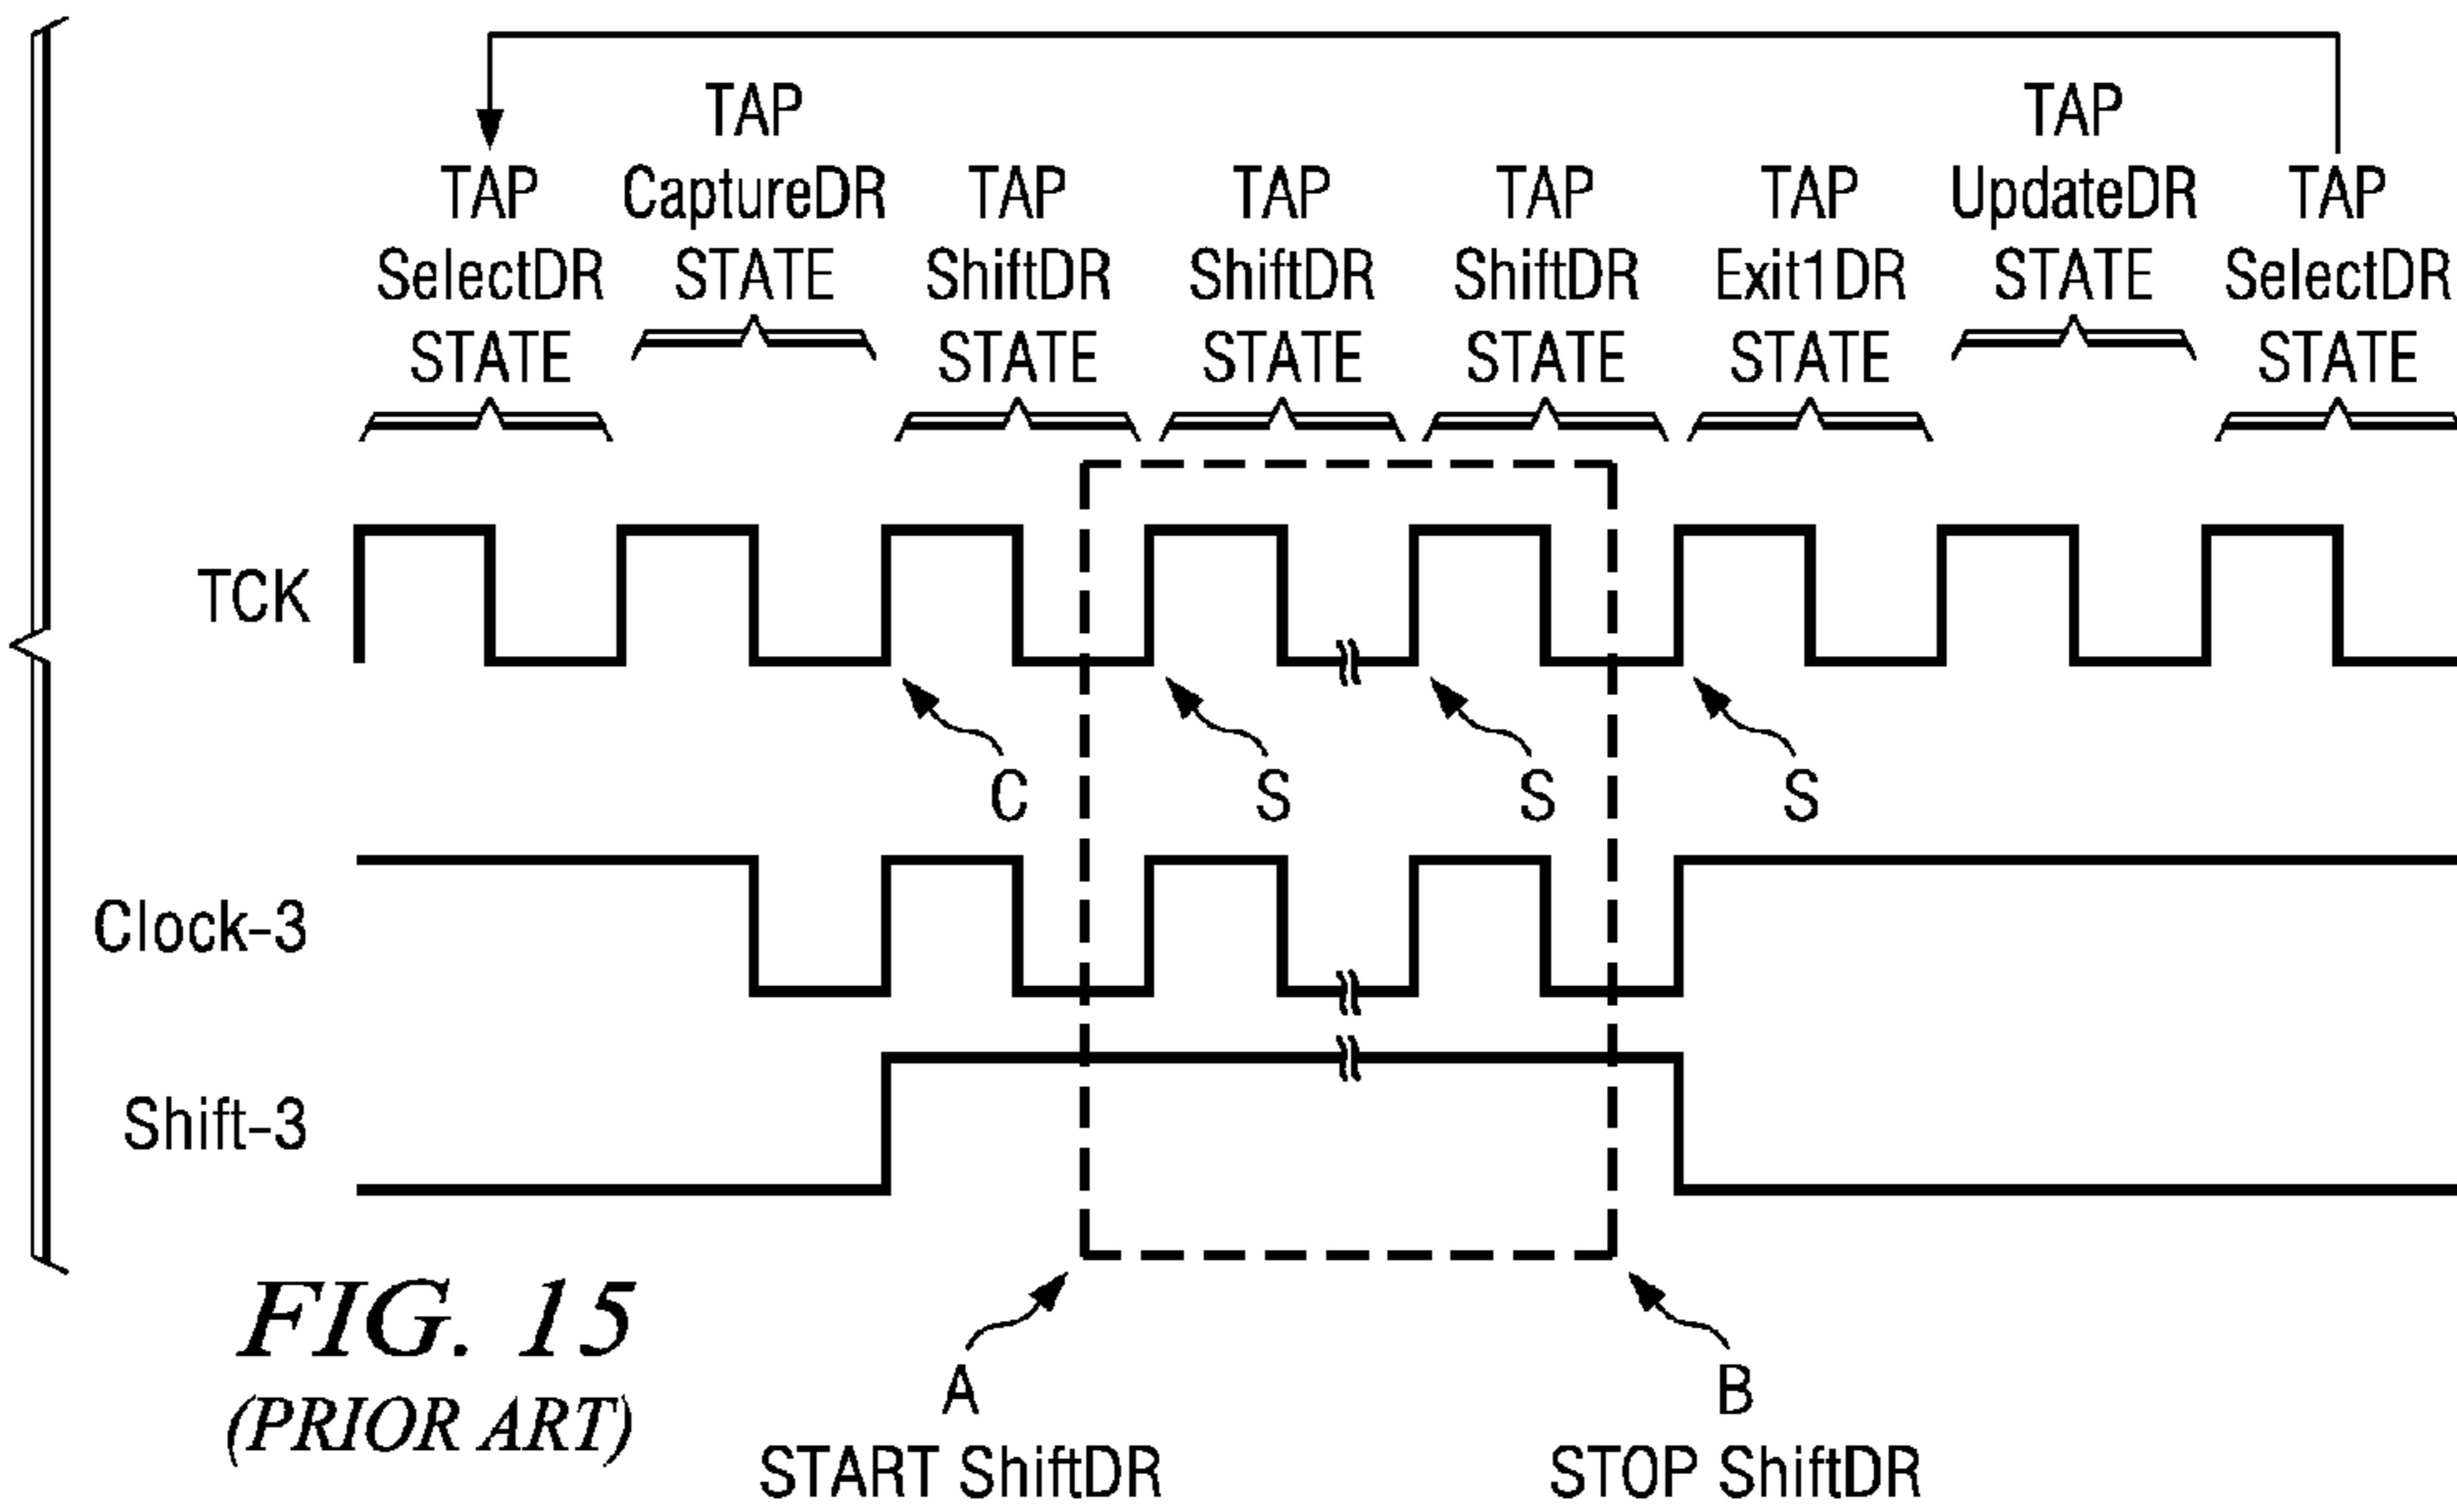 TAP
SelectDR
STATE
TAP
CaptureDR
STATE
TAP
ShiftDR
STATE
TAP
ShiftDR
STATE
TAP
ShiftDR
STATE
TAP
Exit1DR
STATE
TAP
UpdateDR
STATE
TAP
SelectDR
STATE
TCK
C
S
S
S
Clock-3
Shift-3
A
START ShiftDR
B
STOP ShiftDR
FIG. 15
(PRIOR ART)